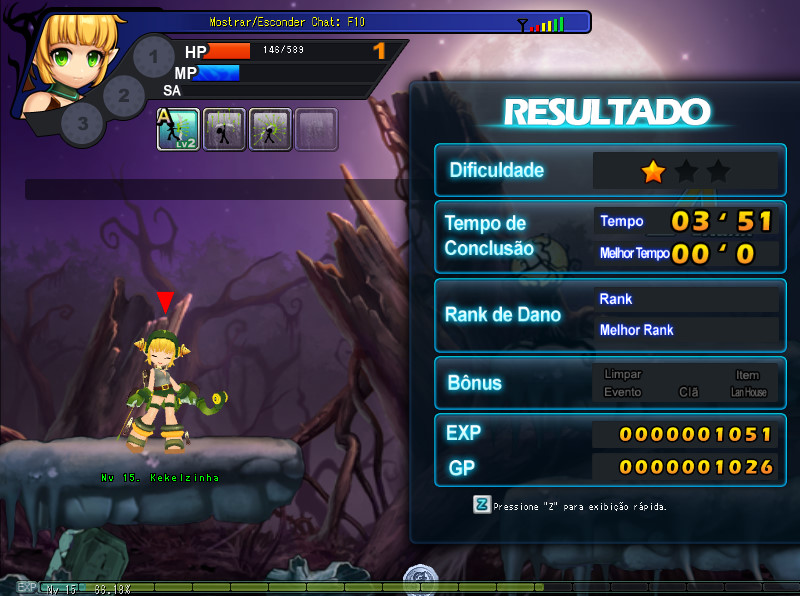 Mostrar/Esconder Chat: F10
HP 146/589 1
MP
SA
1
2
3
A
Lv2
RESULTADO
Dificuldade
Tempo de Conclusão
Tempo 03 ' 51
Melhor Tempo 00 ' 0
Rank de Dano
Rank
Melhor Rank
Bônus
Limpar Evento
Clã
Item Lan House
EXP 0000001051
GP 0000001026
Z Pressione "Z" para exibição rápida.
Nv 15. Kekelzinha
EXP Nv 15